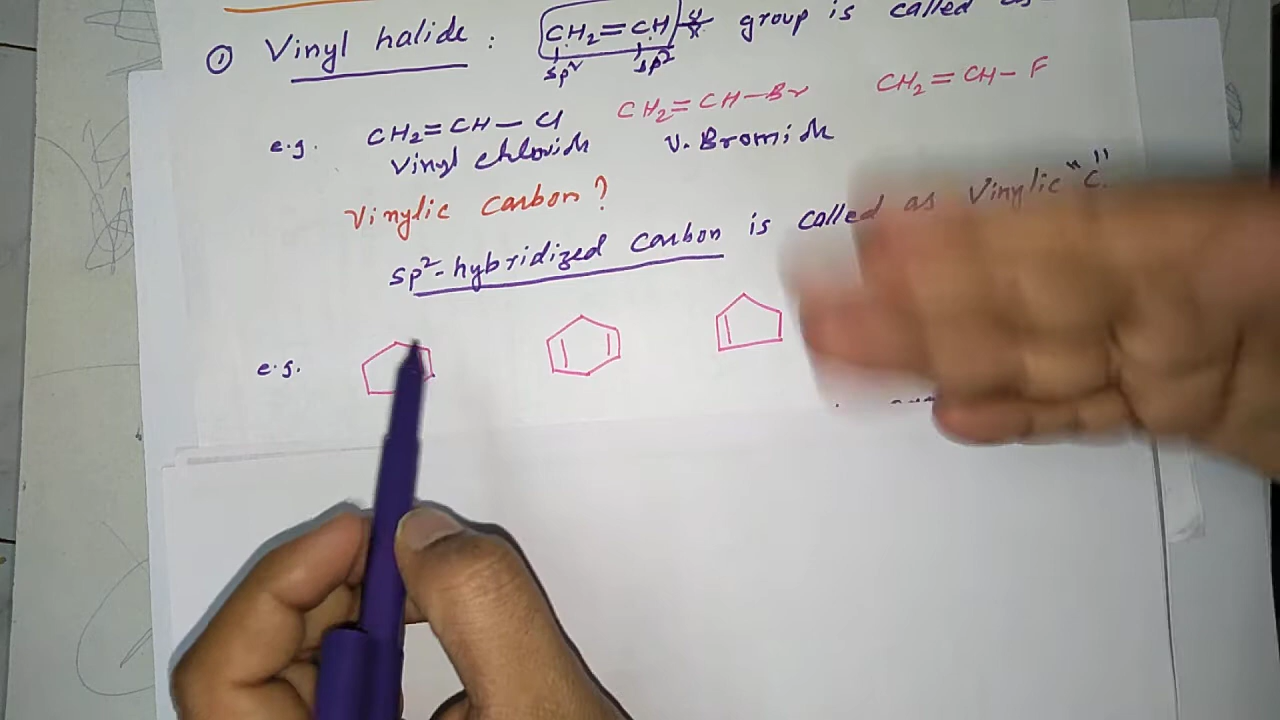 ① Vinyl halide : CH₂=CH group is called
sp² sp²
e.g. CH₂=CH–Cl CH₂=CH–Br CH₂=CH–F
Vinyl chloride V. Bromide
Vinylic Carbon?
sp²-hybridized Carbon is called as Vinylic "C".
e.g.